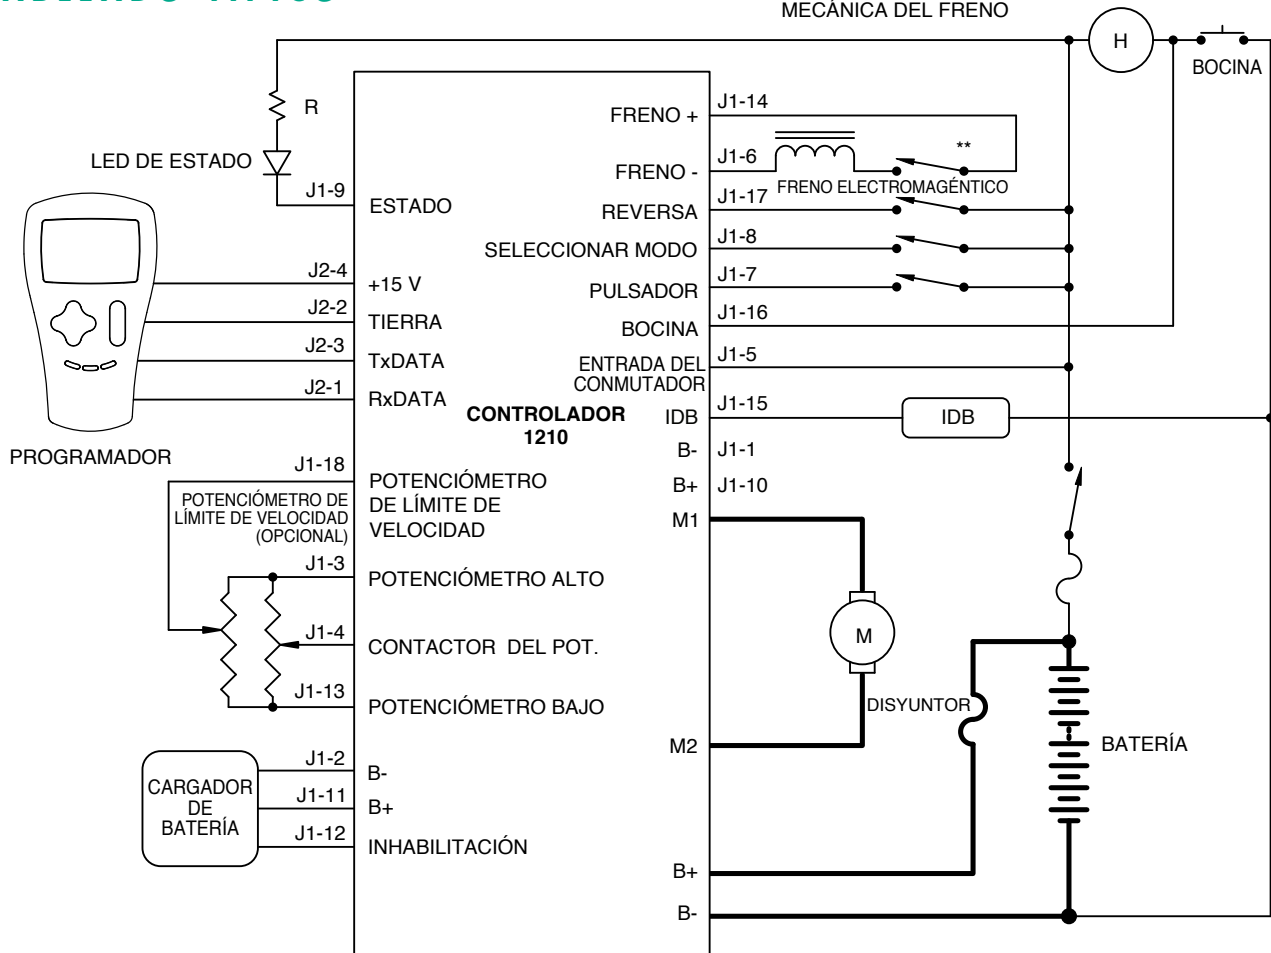 MECÁNICA DEL FRENO
H
BOCINA
R
LED DE ESTADO
J1-9
ESTADO
FRENO +
J1-14
FRENO -
J1-6
**
FRENO ELECTROMAGÉNTICO
REVERSA
J1-17
SELECCIONAR MODO
J1-8
PULSADOR
J1-7
BOCINA
J1-16
ENTRADA DEL
CONMUTADOR
J1-5
IDB
J1-15
IDB
B-
J1-1
B+
J1-10
J2-4
+15 V
J2-2
TIERRA
J2-3
TxDATA
J2-1
RxDATA
CONTROLADOR
1210
PROGRAMADOR
J1-18
POTENCIÓMETRO
DE LÍMITE DE
VELOCIDAD
POTENCIÓMETRO DE
LÍMITE DE VELOCIDAD
(OPCIONAL)
J1-3
POTENCIÓMETRO ALTO
J1-4
CONTACTOR DEL POT.
J1-13
POTENCIÓMETRO BAJO
M1
M
DISYUNTOR
M2
BATERÍA
CARGADOR
DE
BATERÍA
J1-2
B-
J1-11
B+
J1-12
INHABILITACIÓN
B+
B-